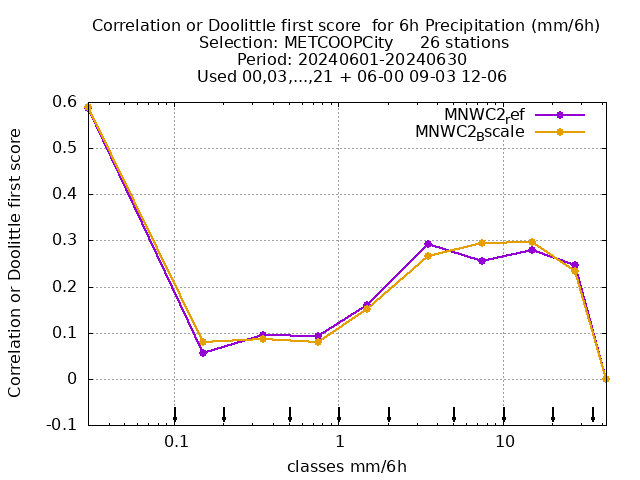 Correlation or Doolittle first score  for 6h Precipitation (mm/6h)
Selection: METCOOPCity     26 stations
Period: 20240601-20240630
Used 00,03,...,21 + 06-00 09-03 12-06
MNWC2ref
MNWC2Bscale
Correlation or Doolittle first score
0.6
0.5
0.4
0.3
0.2
0.1
0
-0.1
0.1
1
10
classes mm/6h